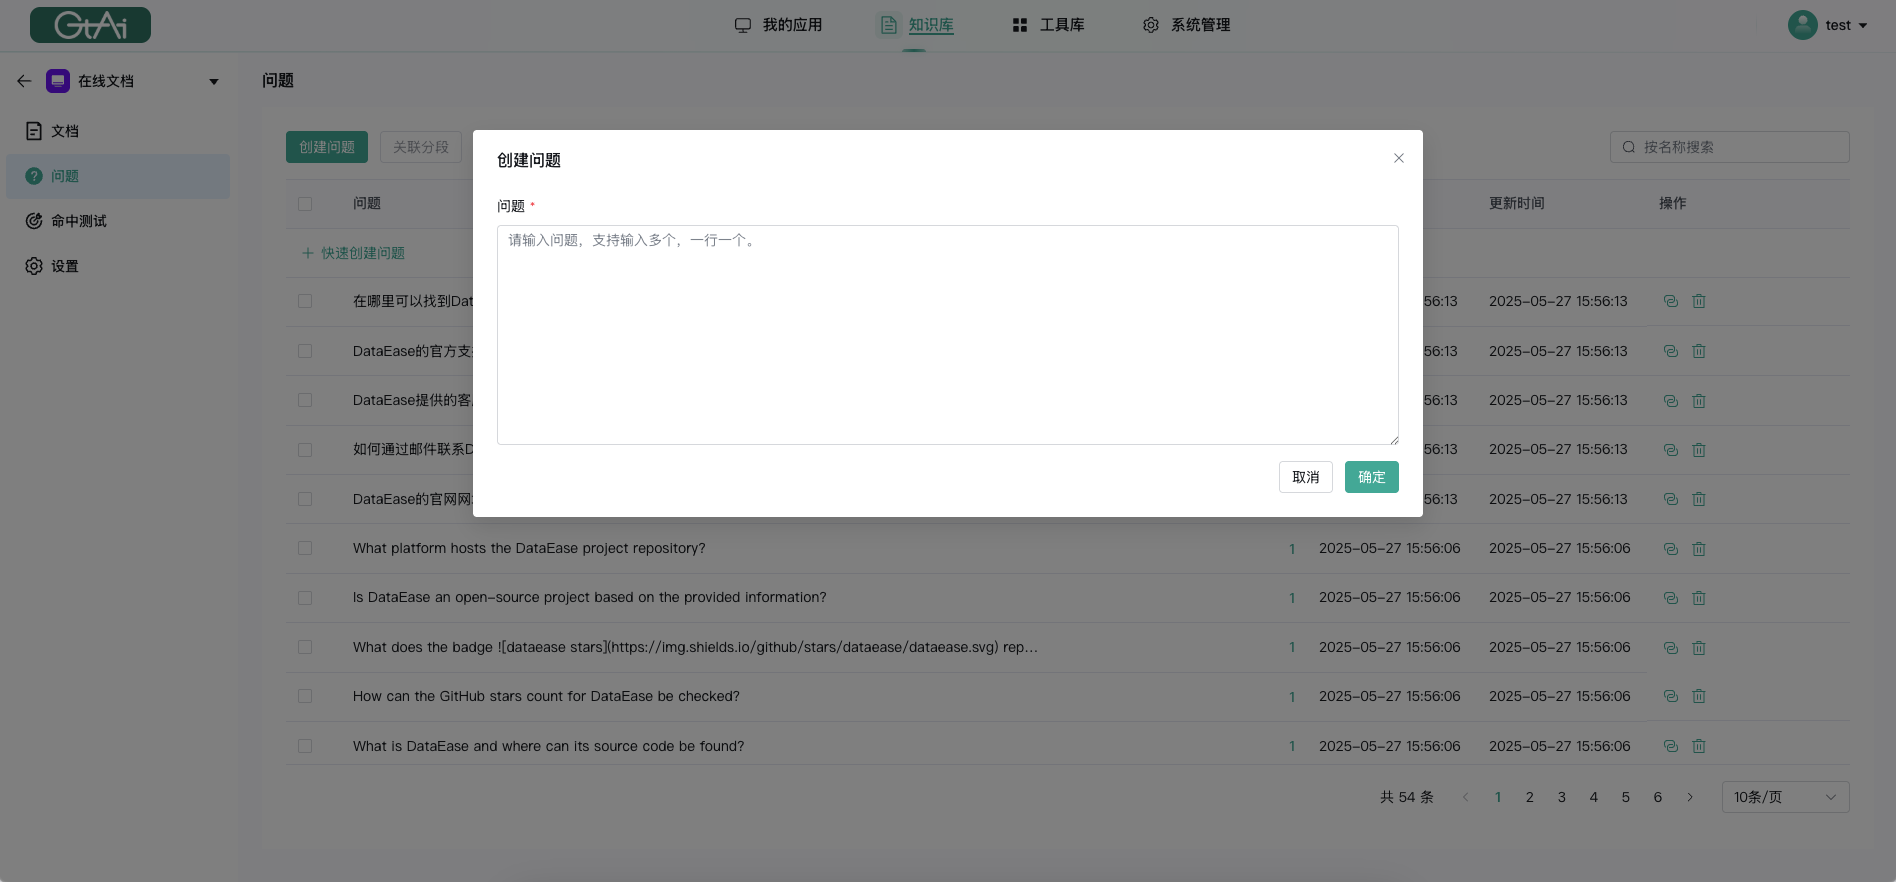 GtAi
我的应用
知识库
工具库
系统管理
test
在线文档
文档
问题
命中测试
设置
问题
创建问题
关联分段
按名称搜索
问题
更新时间
操作
快速创建问题
在哪里可以找到Dat
56:13
2025-05-27 15:56:13
DataEase的官方支
56:13
2025-05-27 15:56:13
DataEase提供的客
56:13
2025-05-27 15:56:13
如何通过邮件联系D
56:13
2025-05-27 15:56:13
DataEase的官网网
56:13
2025-05-27 15:56:13
创建问题
问题 *
请输入问题，支持输入多个，一行一个。
取消
确定
What platform hosts the DataEase project repository?
1
2025-05-27 15:56:06
2025-05-27 15:56:06
Is DataEase an open-source project based on the provided information?
1
2025-05-27 15:56:06
2025-05-27 15:56:06
What does the badge ![dataease stars](https://img.shields.io/github/stars/dataease/dataease.svg) rep...
1
2025-05-27 15:56:06
2025-05-27 15:56:06
How can the GitHub stars count for DataEase be checked?
1
2025-05-27 15:56:06
2025-05-27 15:56:06
What is DataEase and where can its source code be found?
1
2025-05-27 15:56:06
2025-05-27 15:56:06
共 54 条
1 2 3 4 5 6
10条/页